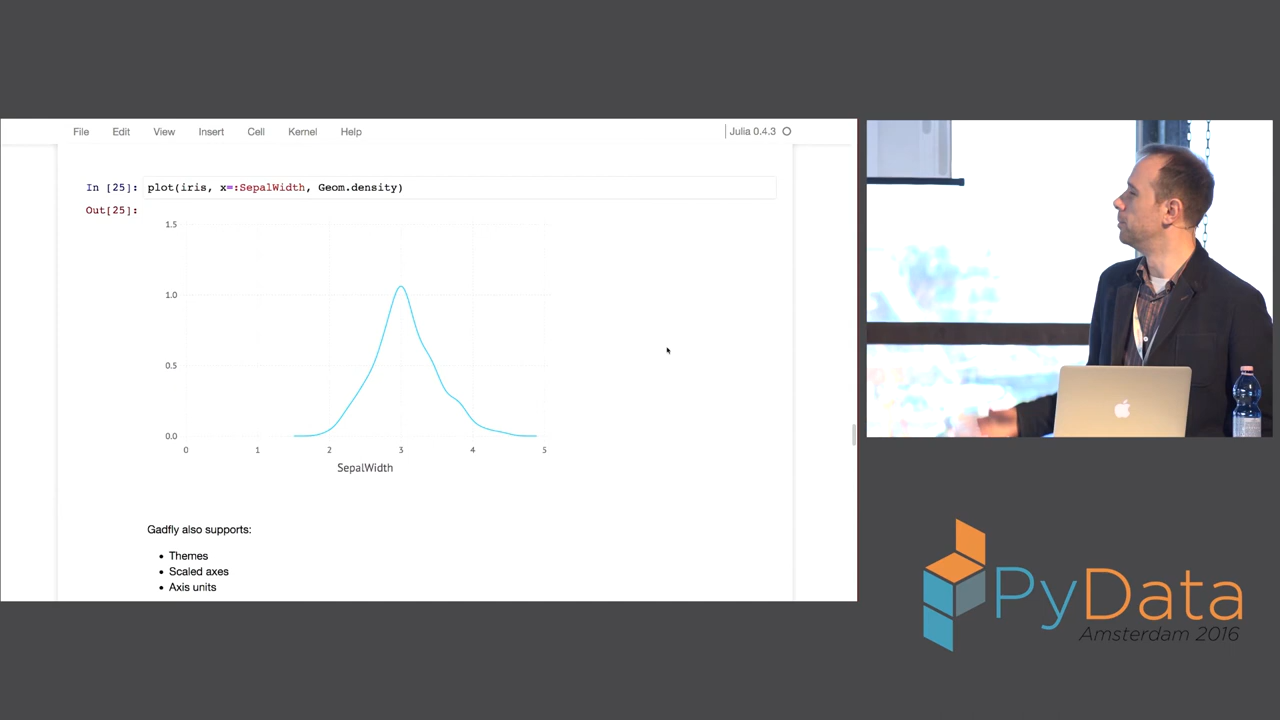 File Edit View Insert Cell Kernel Help Julia 0.4.3
In [25]: plot(iris, x=:SepalWidth, Geom.density)
Out[25]:
1.5
1.0
0.5
0.0
0 1 2 3 4 5
SepalWidth
Gadfly also supports:
• Themes
• Scaled axes
• Axis units
PyData
Amsterdam 2016